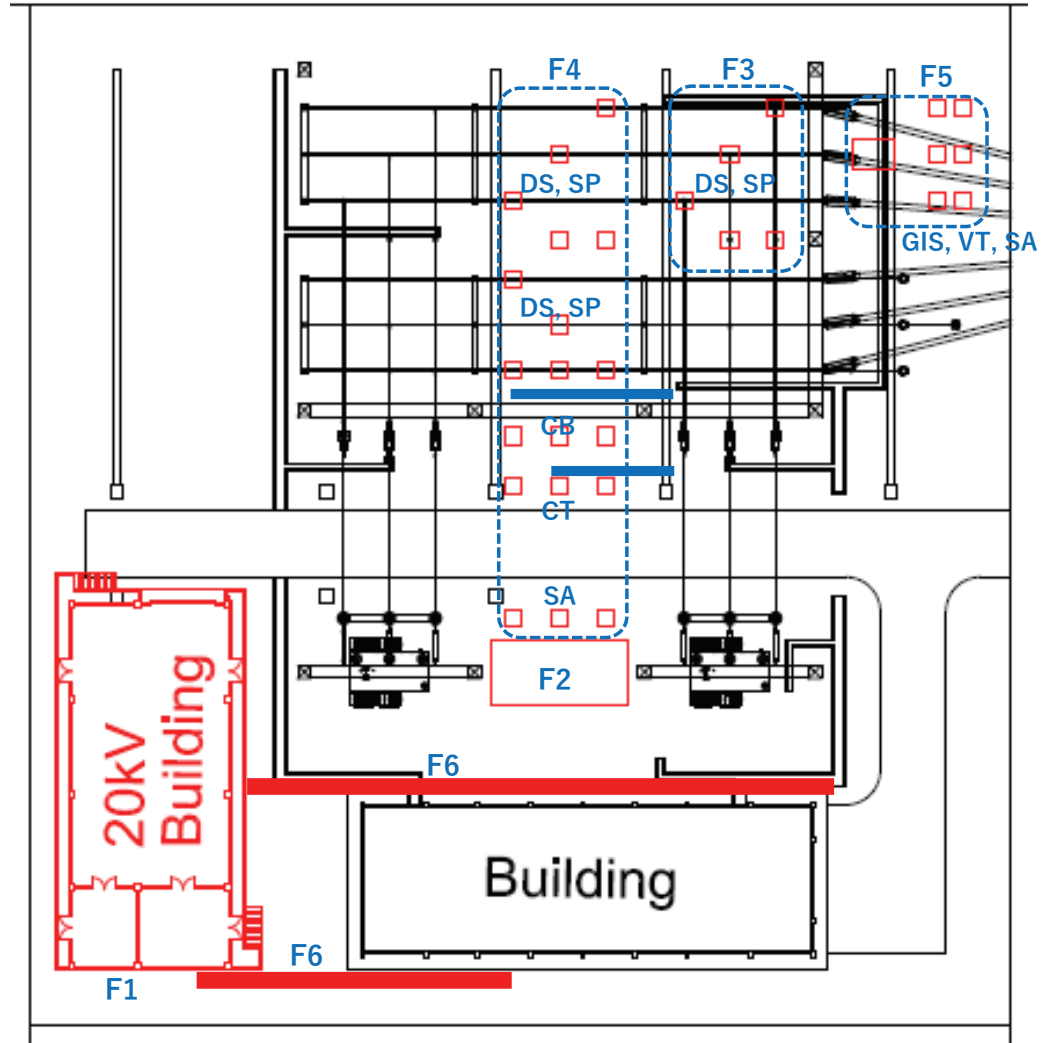 F4
F3
F5
DS, SP
DS, SP
GIS, VT, SA
DS, SP
CB
CT
SA
F2
20kV
Building
F6
Building
F6
F1